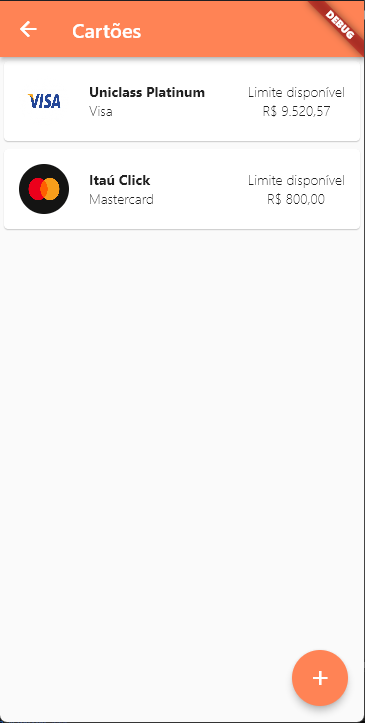 Cartões
DEBUG
VISA
Uniclass Platinum
Visa
Limite disponível
R$ 9.520,57
Itaú Click
Mastercard
Limite disponível
R$ 800,00